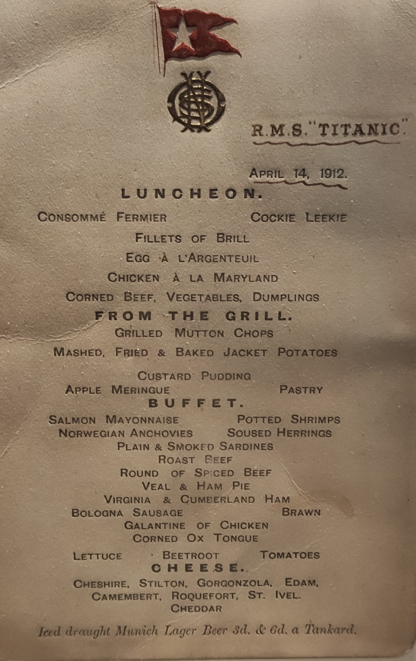 R.M.S. "TITANIC."
APRIL 14, 1912.
LUNCHEON.
CONSOMMÉ FERMIER COCKIE LEEKIE
FILLETS OF BRILL
EGG À L'ARGENTEUIL
CHICKEN À LA MARYLAND
CORNED BEEF, VEGETABLES, DUMPLINGS
FROM THE GRILL.
GRILLED MUTTON CHOPS
MASHED, FRIED & BAKED JACKET POTATOES
CUSTARD PUDDING
APPLE MERINGUE PASTRY
BUFFET.
SALMON MAYONNAISE POTTED SHRIMPS
NORWEGIAN ANCHOVIES SOUSED HERRINGS
PLAIN & SMOKED SARDINES
ROAST BEEF
ROUND OF SPICED BEEF
VEAL & HAM PIE
VIRGINIA & CUMBERLAND HAM
BOLOGNA SAUSAGE BRAWN
GALANTINE OF CHICKEN
CORNED OX TONGUE
LETTUCE BEETROOT TOMATOES
CHEESE.
CHESHIRE, STILTON, GORGONZOLA, EDAM,
CAMEMBERT, ROQUEFORT, ST. IVEL.
CHEDDAR
Iced draught Munich Lager Beer 3d. & 6d. a Tankard.